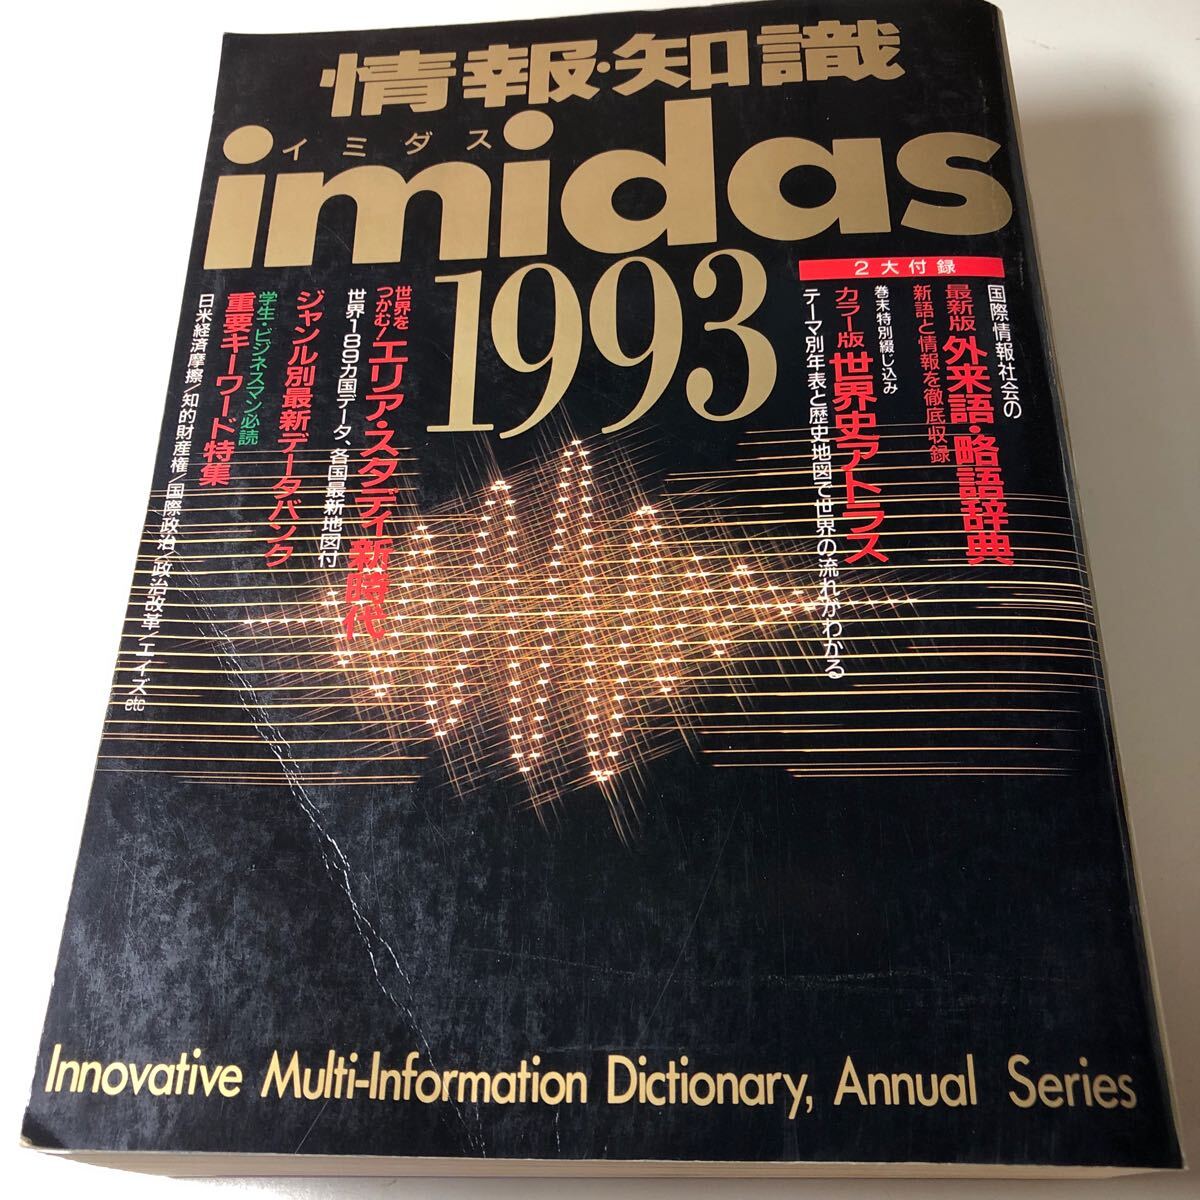 情報・知識
イミダス
imidas
1993
2大付録
国際情報社会の
最新版 外来語・略語辞典
新語と情報を徹底収録
巻末特別綴じ込み
カラー版 世界史アトラス
テーマ別年表と歴史地図で世界の流れがわかる
世界を
つかむ!エリア・スタディ新時代
世界189カ国データ、各国最新地図付
ジャンル別最新データバンク
学生・ビジネスマン必読
重要キーワード特集
日米経済摩擦/知的財産権/国際政治/政治改革/エイズetc
Innovative Multi-Information Dictionary, Annual Series